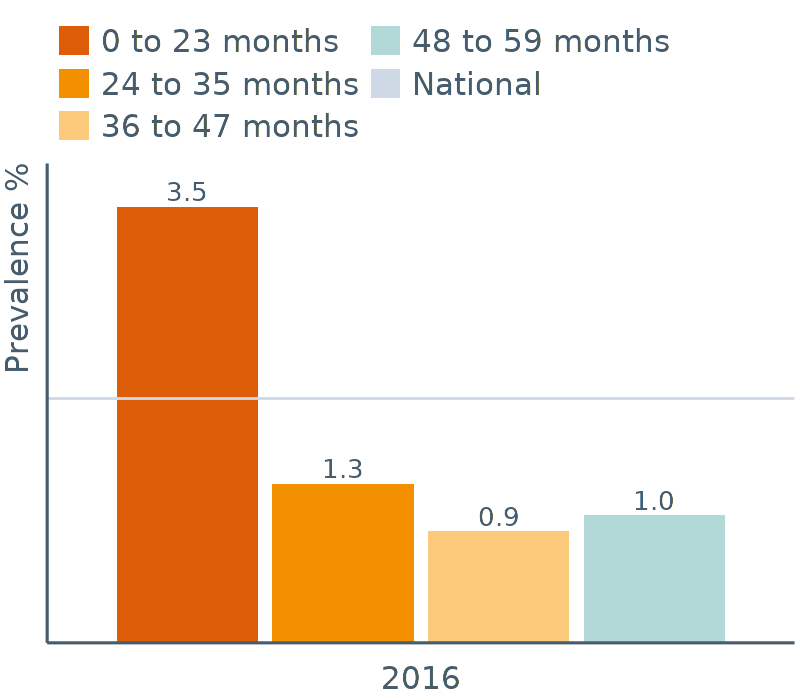 0 to 23 months
24 to 35 months
36 to 47 months
48 to 59 months
National
Prevalence %
3.5
1.3
0.9
1.0
2016